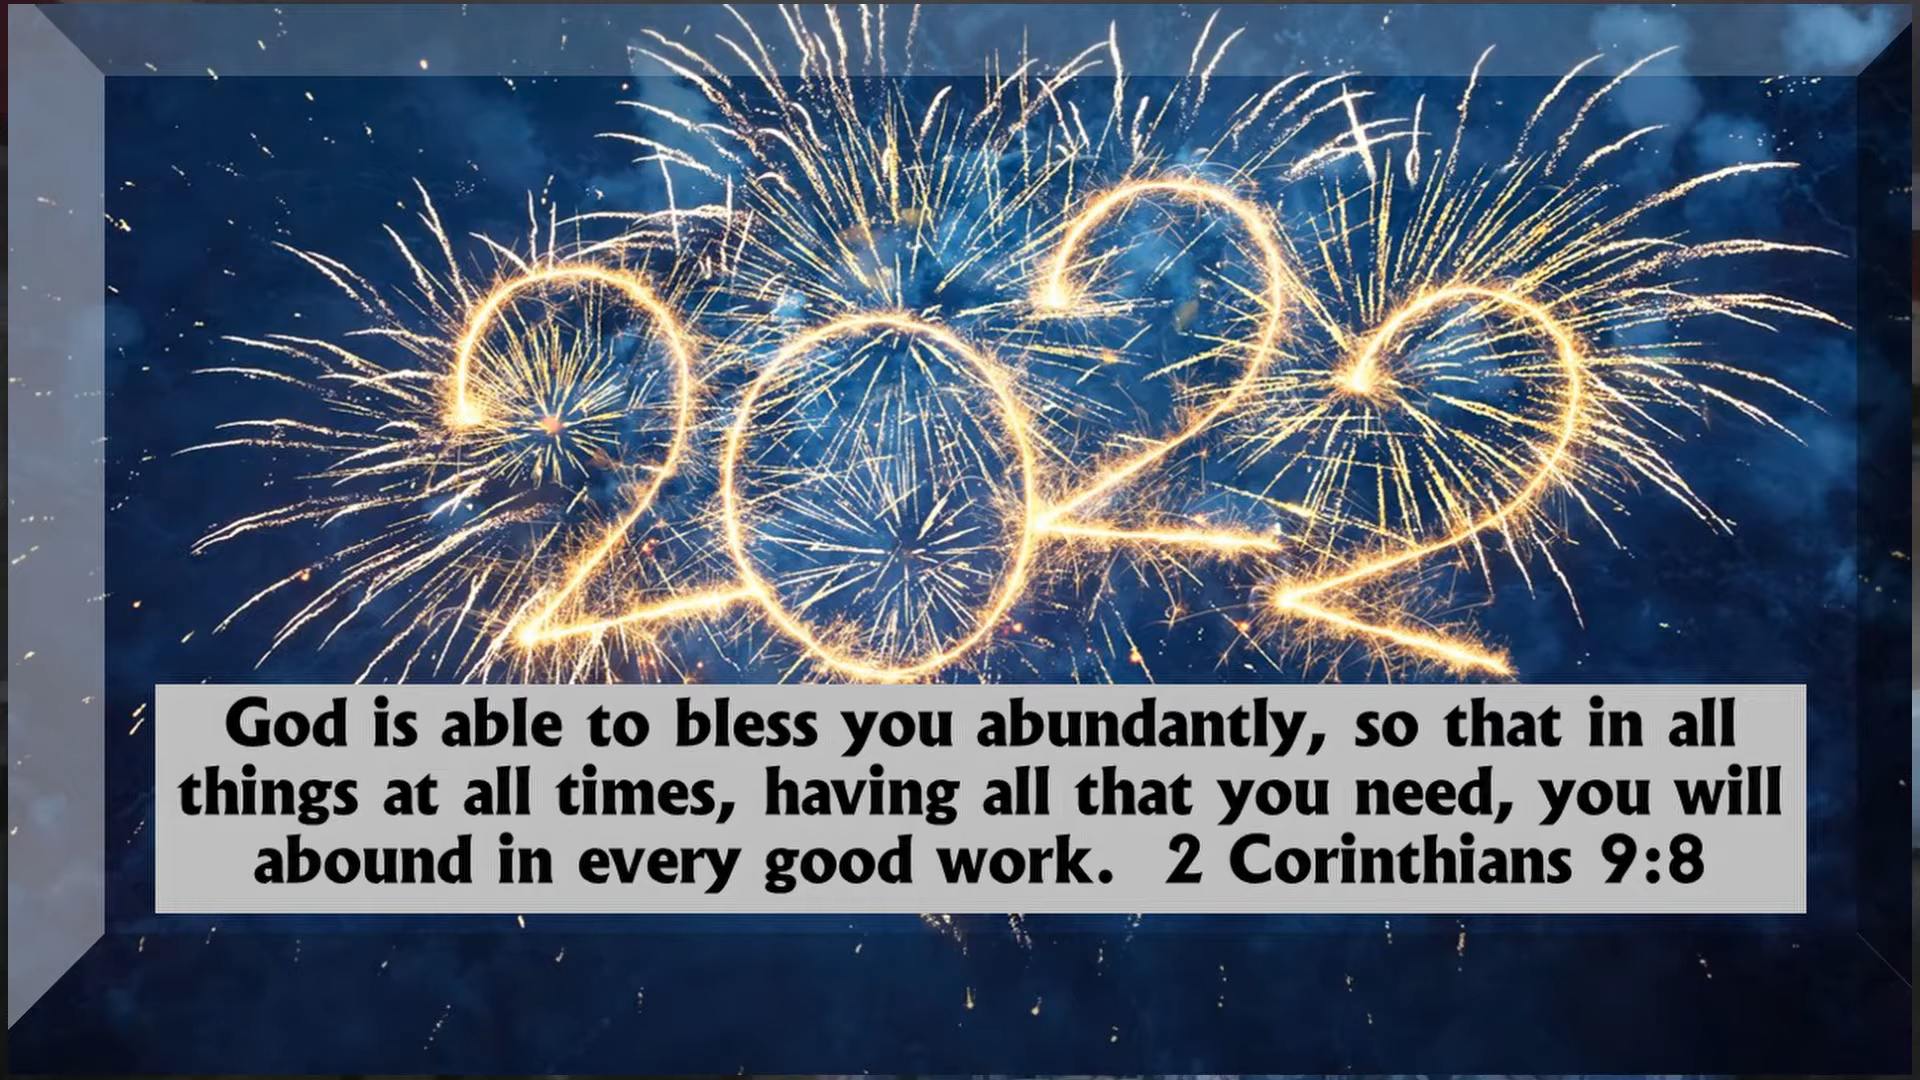 2022
God is able to bless you abundantly, so that in all
things at all times, having all that you need, you will
abound in every good work. 2 Corinthians 9:8